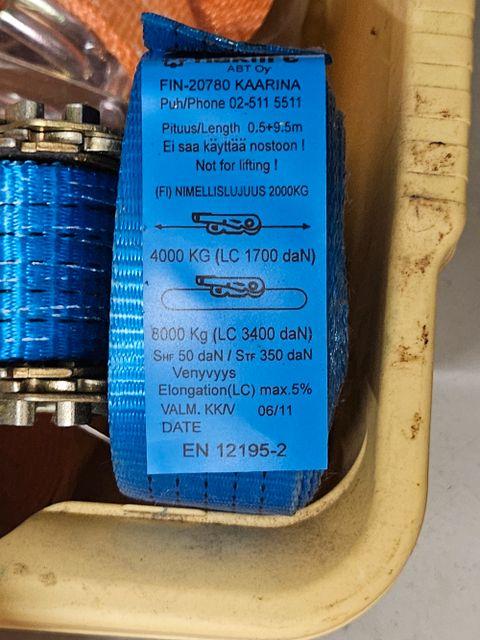 ABT Oy
FIN-20780 KAARINA
Puh/Phone 02-511 5511
Pituus/Length 0.5+9.5m
Ei saa käyttää nostoon !
Not for lifting !
(FI) NIMELLISLUJUUS 2000KG
4000 KG (LC 1700 daN)
8000 Kg (LC 3400 daN)
SHF 50 daN / STF 350 daN
Venyvyys
Elongation(LC) max.5%
VALM. KK/V 06/11
DATE
EN 12195-2